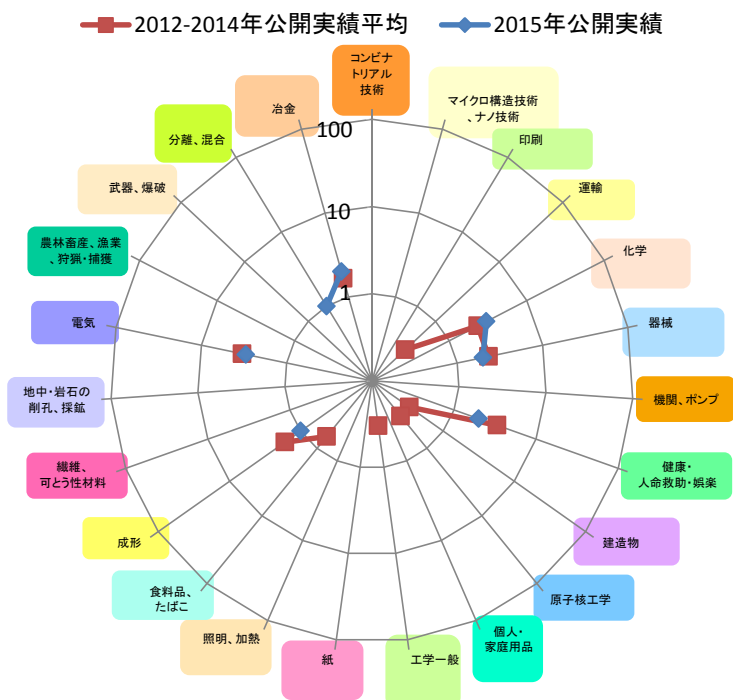 2012-2014年公開実績平均
2015年公開実績
コンビナ
トリアル
技術
マイクロ構造技術
、ナノ技術
印刷
運輸
化学
器械
機関、ポンプ
健康・
人命救助・娯楽
建造物
原子核工学
個人・
家庭用品
工学一般
紙
照明、加熱
食料品、
たばこ
成形
繊維、
可とう性材料
地中・岩石の
削孔、採鉱
電気
農林畜産、漁業
、狩猟・捕獲
武器、爆破
分離、混合
冶金
100
10
1